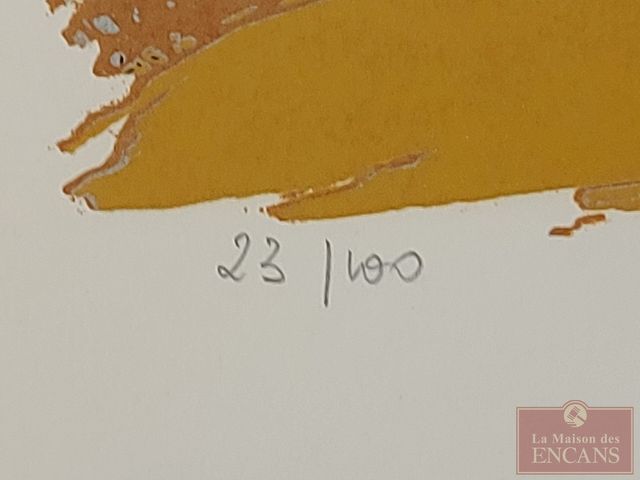 23 / 100
La Maison des
ENCANS